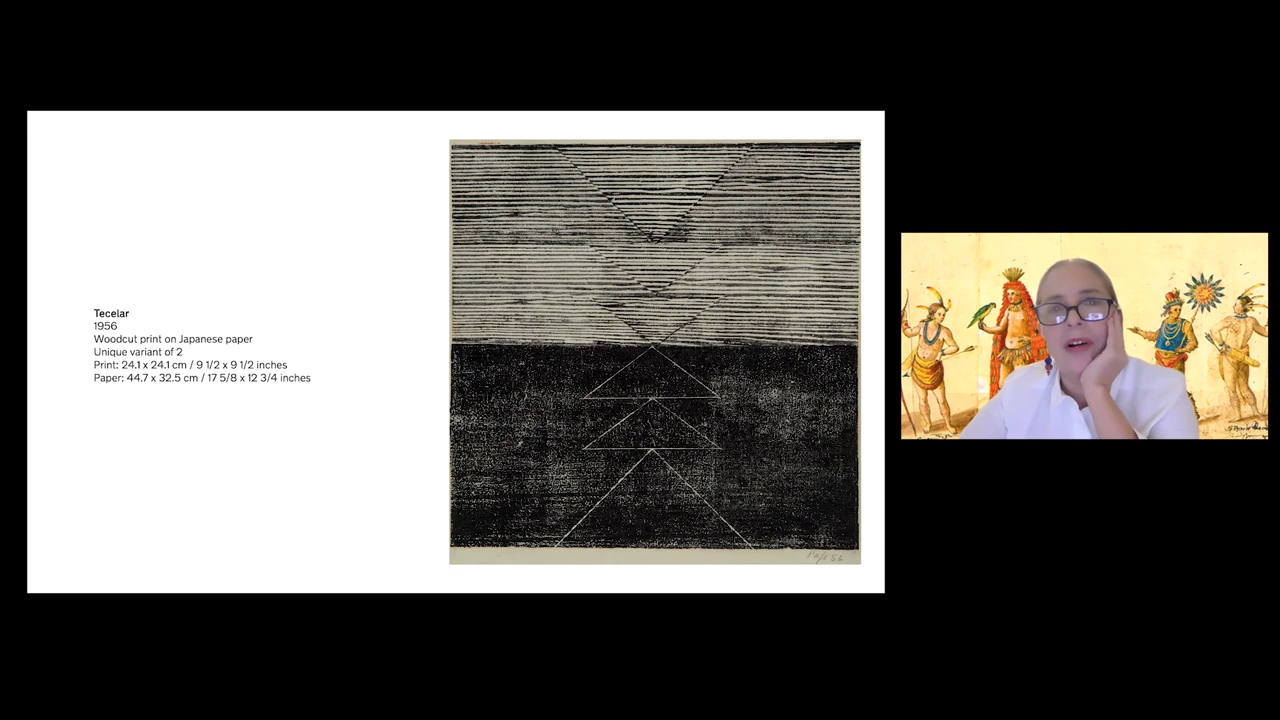 Tecelar
1956
Woodcut print on Japanese paper
Unique variant of 2
Print: 24.1 x 24.1 cm / 9 1/2 x 9 1/2 inches
Paper: 44.7 x 32.5 cm / 17 5/8 x 12 3/4 inches